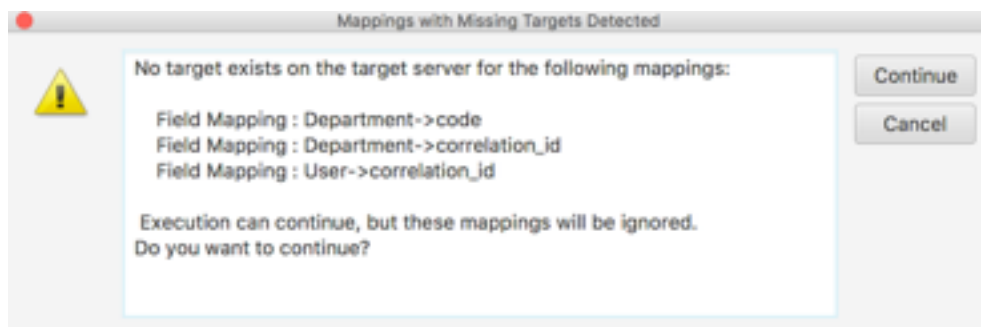 Mappings with Missing Targets Detected
No target exists on the target server for the following mappings:
Field Mapping : Department->code
Field Mapping : Department->correlation_id
Field Mapping : User->correlation_id
Execution can continue, but these mappings will be ignored.
Do you want to continue?
Continue
Cancel